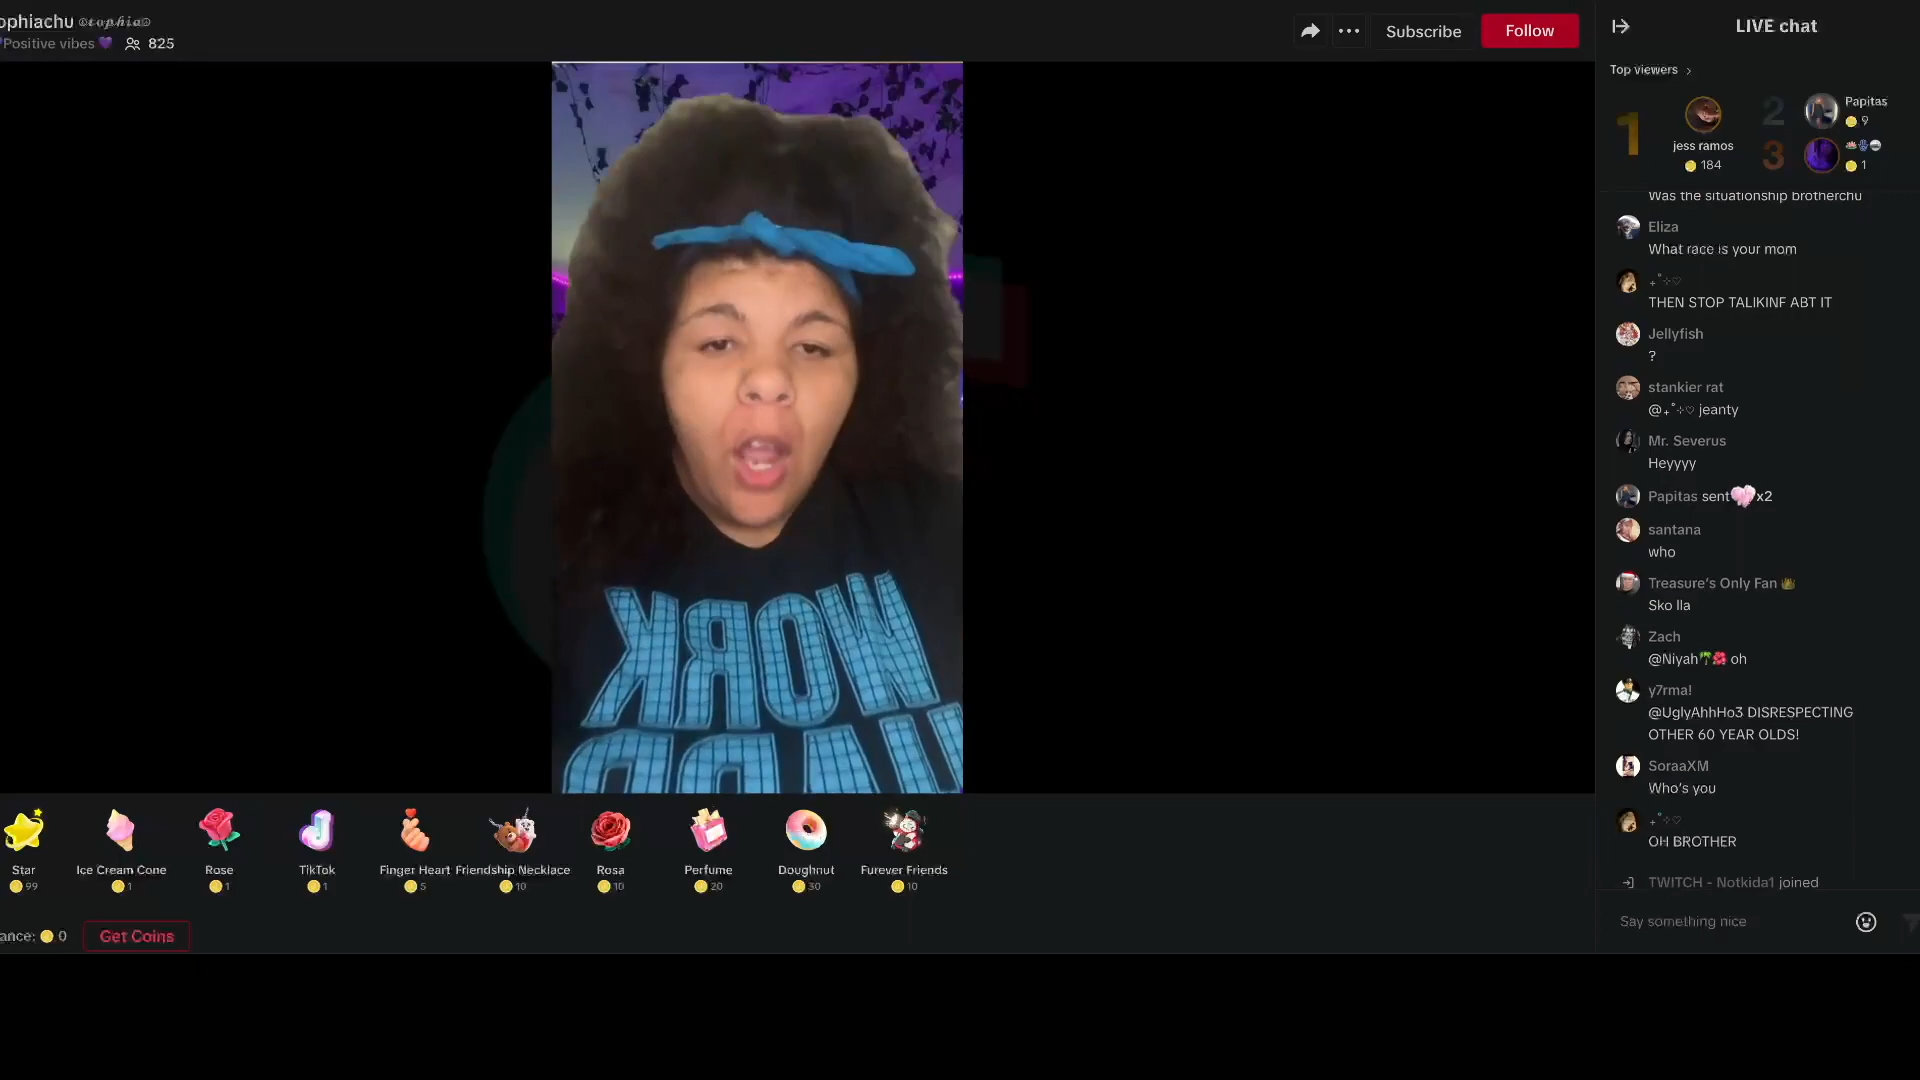 ophiachu
Positive vibes 💜 825
Subscribe
Follow
LIVE chat
Top viewers >
1
jess ramos
184
2
Papitas
9
3
1
Was the situationship brotherchu
Eliza
What race is your mom
THEN STOP TALIKINF ABT IT
Jellyfish
?
stankier rat
@₊˚⊹♡ jeanty
Mr. Severus
Heyyyy
Papitas sent x2
santana
who
Treasure's Only Fan
Sko lla
Zach
@Niyah🌴🌺 oh
y7rma!
@UglyAhhHo3 DISRESPECTING
OTHER 60 YEAR OLDS!
SoraaXM
Who's you
₊˚⊹♡
OH BROTHER
TWITCH - Notkida1 joined
Say something nice
WORK
HARD
Star
99
Ice Cream Cone
1
Rose
1
TikTok
1
Finger Heart
5
Friendship Necklace
10
Rosa
10
Perfume
20
Doughnut
30
Furever Friends
10
ance: 0
Get Coins